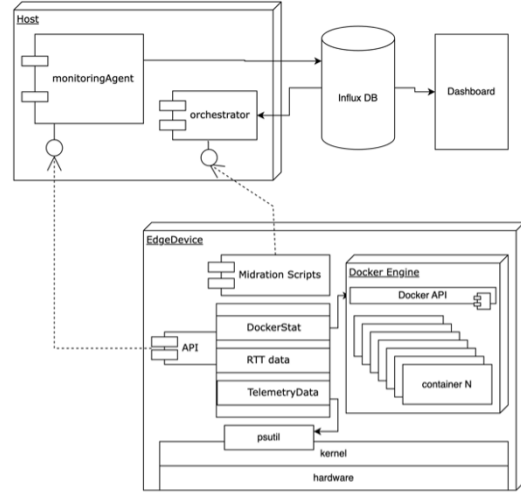 Host
monitoringAgent
orchestrator
Influx DB
Dashboard
EdgeDevice
Midration Scripts
Docker Engine
Docker API
DockerStat
API
RTT data
TelemetryData
container N
psutil
kernel
hardware